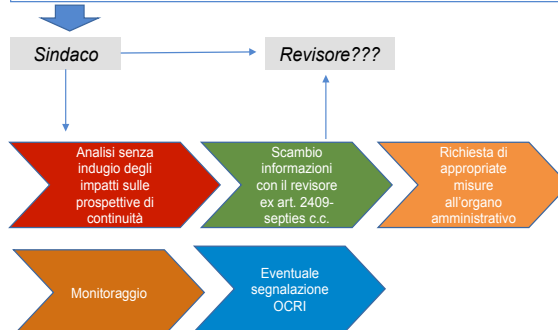 Sindaco
Revisore???
Analisi senza
indugio degli
impatti sulle
prospettive di
continuità
Scambio
informazioni
con il revisore
ex art. 2409-
septies c.c.
Richiesta di
appropriate
misure
all'organo
amministrativo
Monitoraggio
Eventuale
segnalazione
OCRI